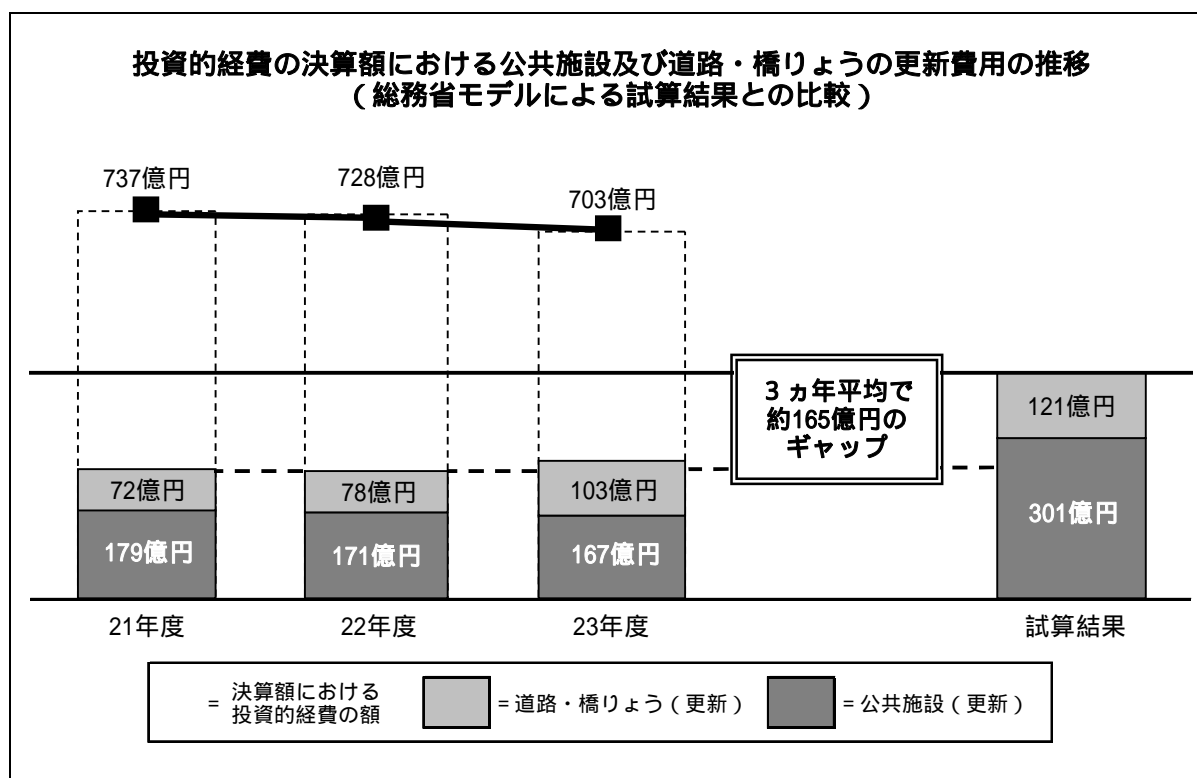 投資的経費の決算額における公共施設及び道路・橋りょうの更新費用の推移
（総務省モデルによる試算結果との比較）
737億円
728億円
703億円
３ヵ年平均で
約165億円の
ギャップ
72億円
78億円
103億円
121億円
179億円
171億円
167億円
301億円
21年度
22年度
23年度
試算結果
= 決算額における
投資的経費の額
= 道路・橋りょう（更新）
= 公共施設（更新）